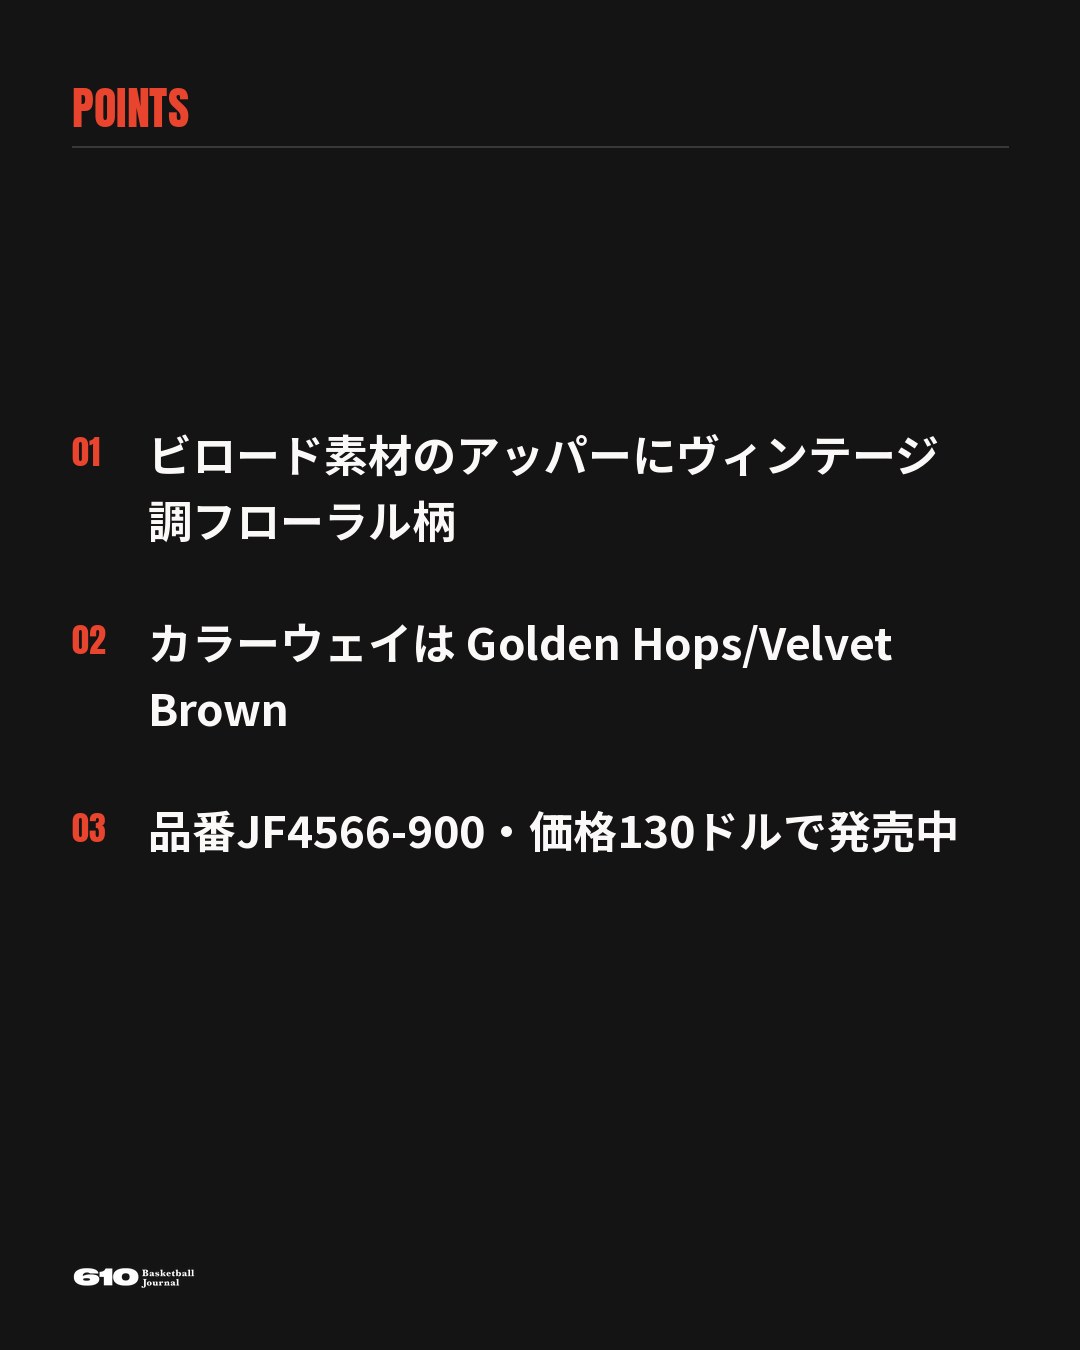 POINTS
01 ビロード素材のアッパーにヴィンテージ
調フローラル柄
02 カラーウェイは Golden Hops/Velvet
Brown
03 品番JF4566-900・価格130ドルで発売中
610 Basketball
Journal